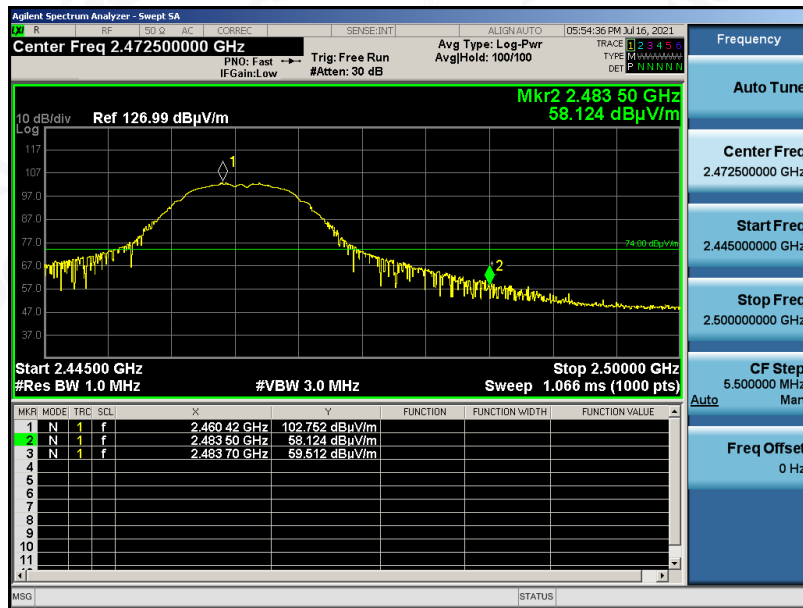 Agilent Spectrum Analyzer - Swept SA
LXI R RF 50 Ω AC CORREC SENSE:INT ALIGNAUTO 05:54:36 PM Jul 16, 2021
Center Freq 2.472500000 GHz
PNO: Fast
IFGain:Low
Trig: Free Run
#Atten: 30 dB
Avg Type: Log-Pwr
Avg|Hold: 100/100
TRACE 1 2 3 4 5 6
TYPE M
DET P N N N N N
Mkr2 2.483 50 GHz
58.124 dBµV/m
10 dB/div Ref 126.99 dBµV/m
Log
117
107
97.0
87.0
77.0
67.0
57.0
47.0
37.0
1
74.00 dBµV/m
2
Start 2.44500 GHz Stop 2.50000 GHz
#Res BW 1.0 MHz #VBW 3.0 MHz Sweep 1.066 ms (1000 pts)
MKR MODE TRC SCL X Y FUNCTION FUNCTION WIDTH FUNCTION VALUE
1 N 1 f 2.460 42 GHz 102.752 dBµV/m
2 N 1 f 2.483 50 GHz 58.124 dBµV/m
3 N 1 f 2.483 70 GHz 59.512 dBµV/m
4
5
6
7
8
9
10
11
MSG STATUS
Frequency
Auto Tune
Center Freq
2.472500000 GHz
Start Freq
2.445000000 GHz
Stop Freq
2.500000000 GHz
CF Step
5.500000 MHz
Auto Man
Freq Offset
0 Hz